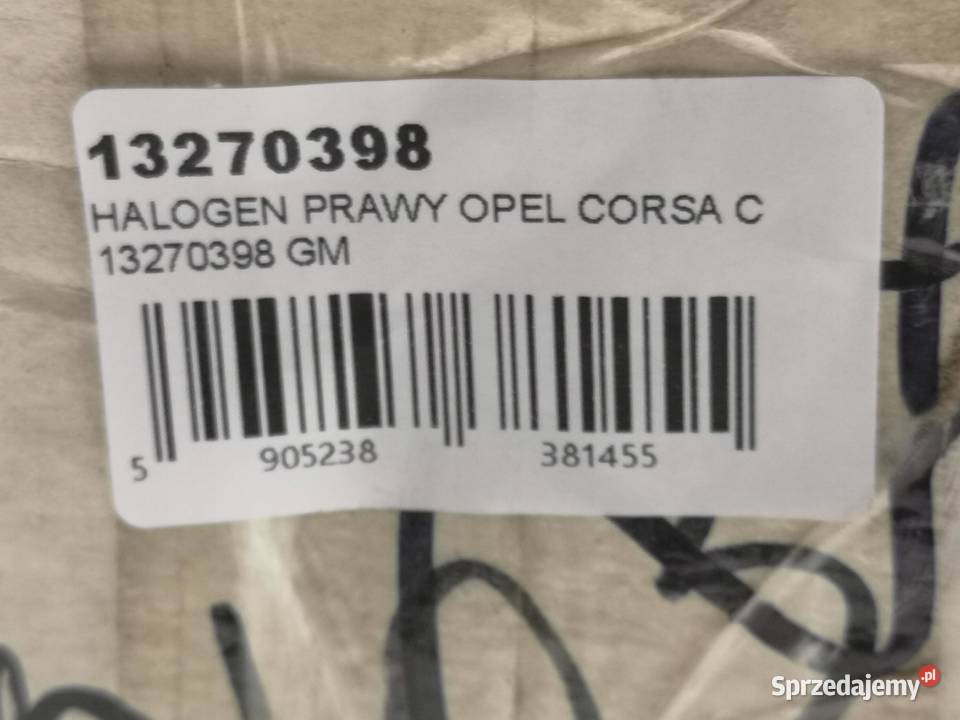 13270398
HALOGEN PRAWY OPEL CORSA C
13270398 GM
5 905238 381455
Sprzedajemy.pl